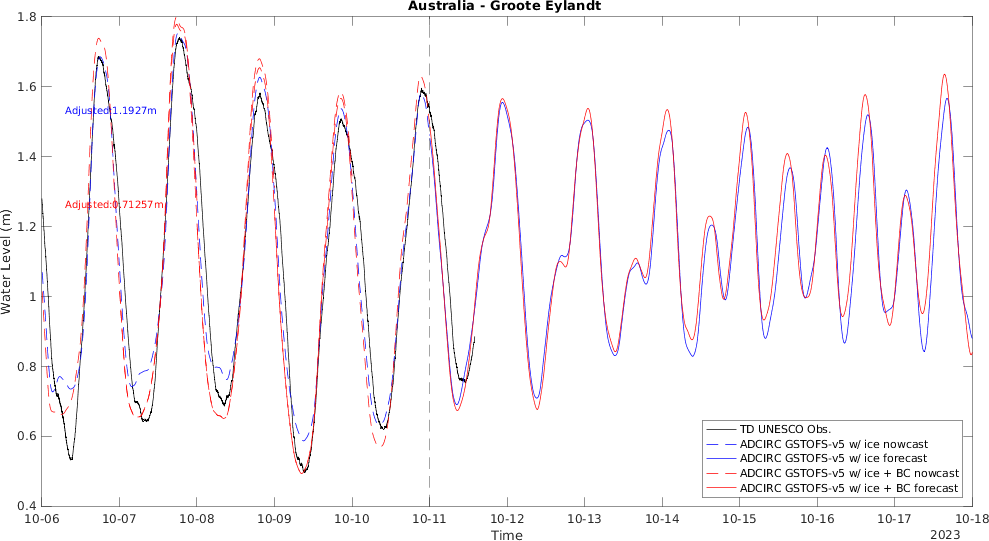 Australia - Groote Eylandt
1.8
1.6
1.4
1.2
1
0.8
0.6
0.4
Water Level (m)
Adjusted:1.1927m
Adjusted:0.71257m
TD UNESCO Obs.
ADCIRC GSTOFS-v5 w/ ice nowcast
ADCIRC GSTOFS-v5 w/ ice forecast
ADCIRC GSTOFS-v5 w/ ice + BC nowcast
ADCIRC GSTOFS-v5 w/ ice + BC forecast
10-06 10-07 10-08 10-09 10-10 10-11 10-12 10-13 10-14 10-15 10-16 10-17 10-18
Time
2023